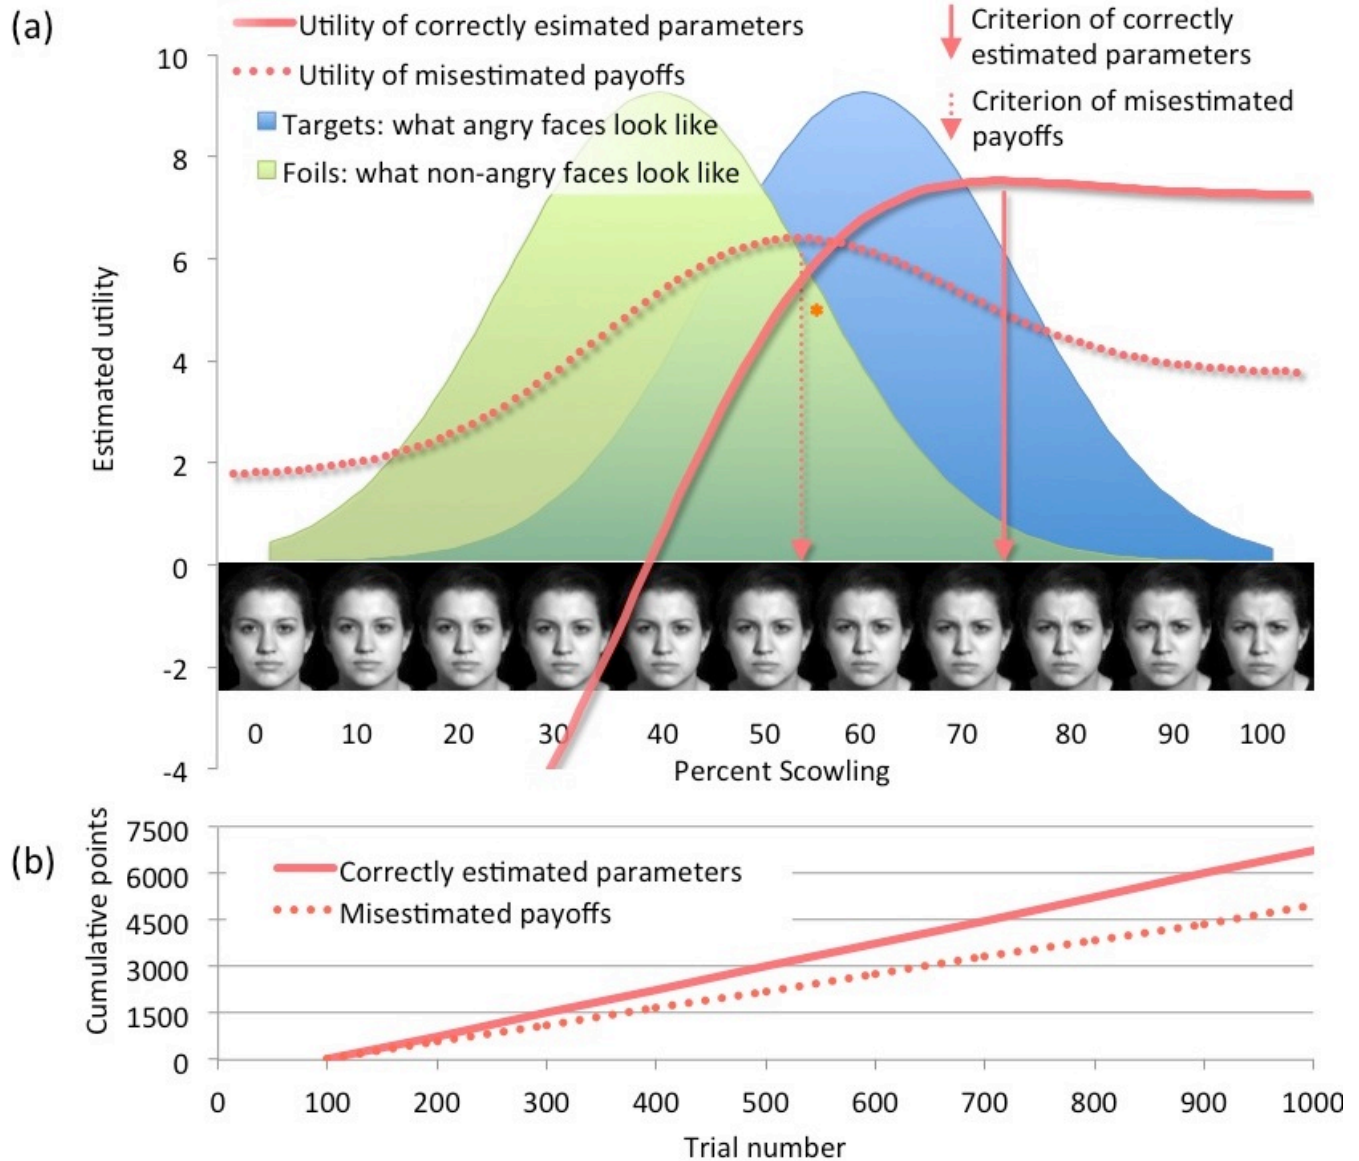 (a)
Utility of correctly esimated parameters
Utility of misestimated payoffs
Targets: what angry faces look like
Foils: what non-angry faces look like
Criterion of correctly
estimated parameters
Criterion of misestimated
payoffs
Estimated utility
10
8
6
4
2
0
-2
-4
*
0 10 20 30 40 50 60 70 80 90 100
Percent Scowling
(b)
Cumulative points
7500
6000
4500
3000
1500
0
Correctly estimated parameters
Misestimated payoffs
0 100 200 300 400 500 600 700 800 900 1000
Trial number